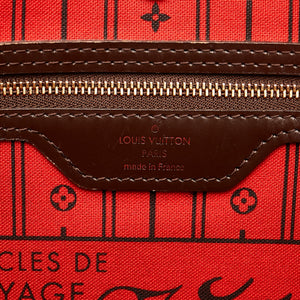 LOUIS VUITTON
PARIS
made in France
CLES DE
YAGE